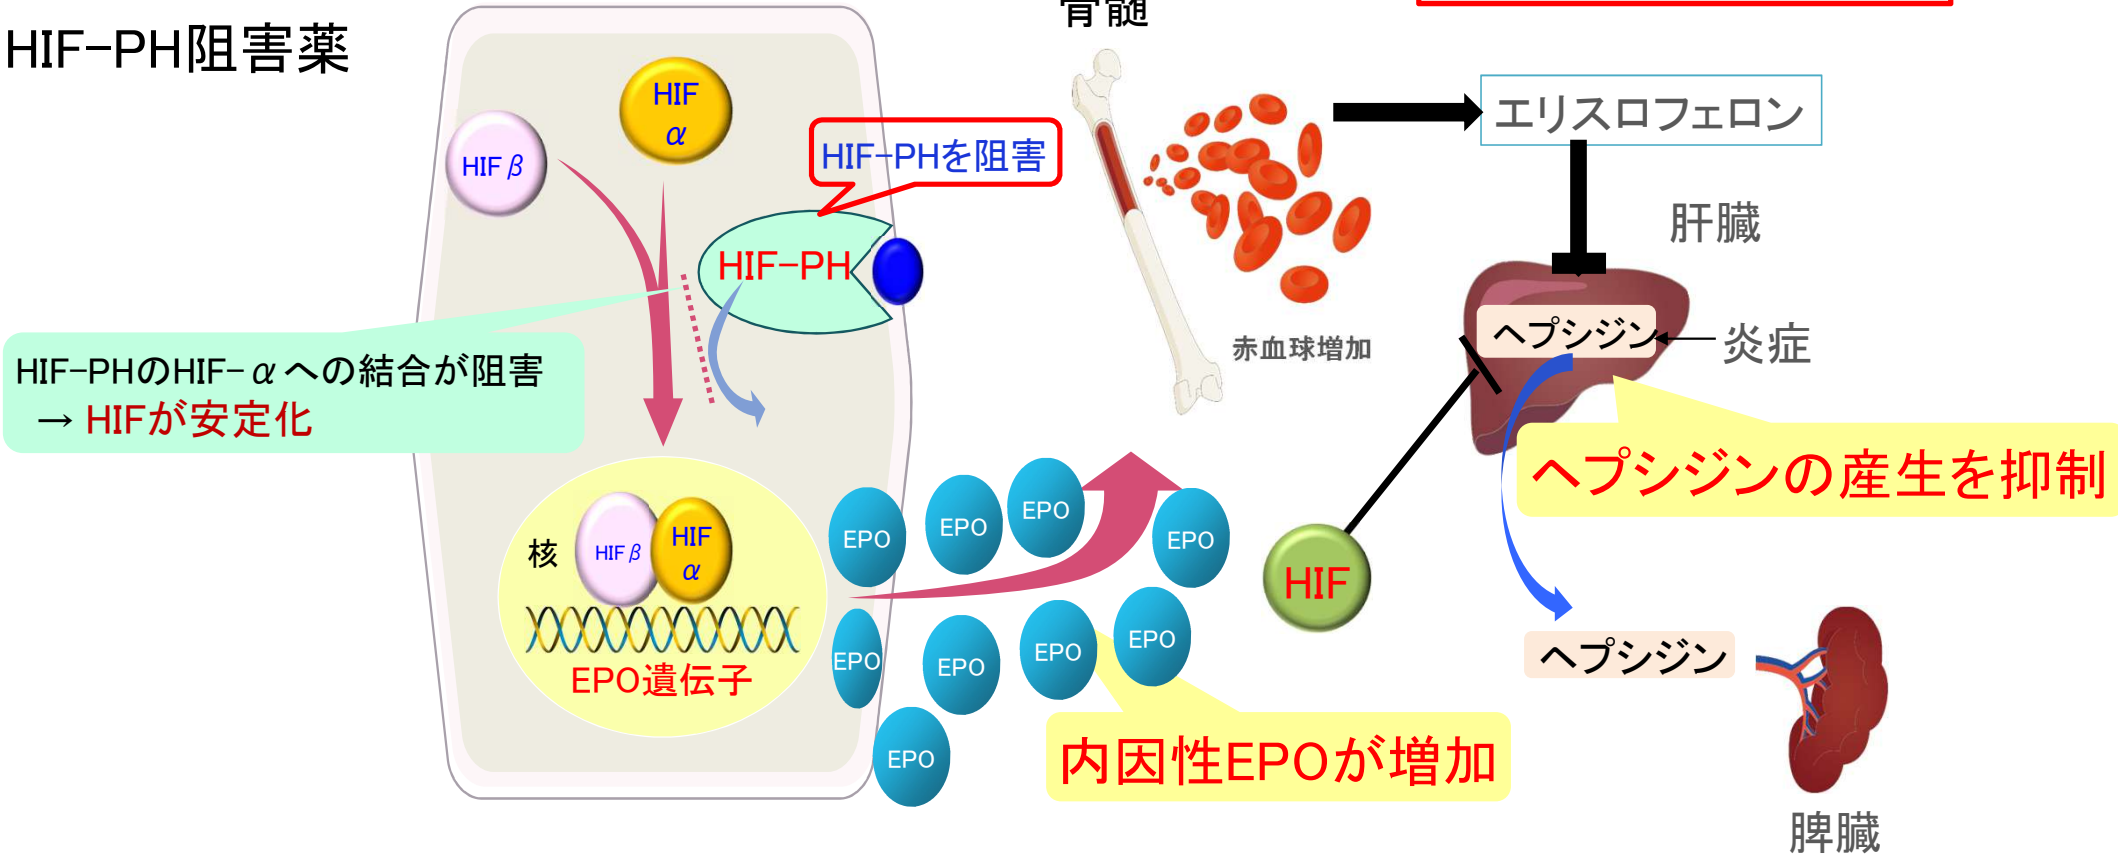 HIF-PH阻害薬
骨髄
HIF
α
HIF β
HIF-PHを阻害
HIF-PH
HIF-PHのHIF-αへの結合が阻害
→ HIFが安定化
核
HIF β
HIF
α
EPO遺伝子
EPO
EPO
EPO
EPO
EPO
EPO
EPO
EPO
EPO
内因性EPOが増加
赤血球増加
エリスロフェロン
肝臓
ヘプシジン
炎症
ヘプシジンの産生を抑制
HIF
ヘプシジン
脾臓